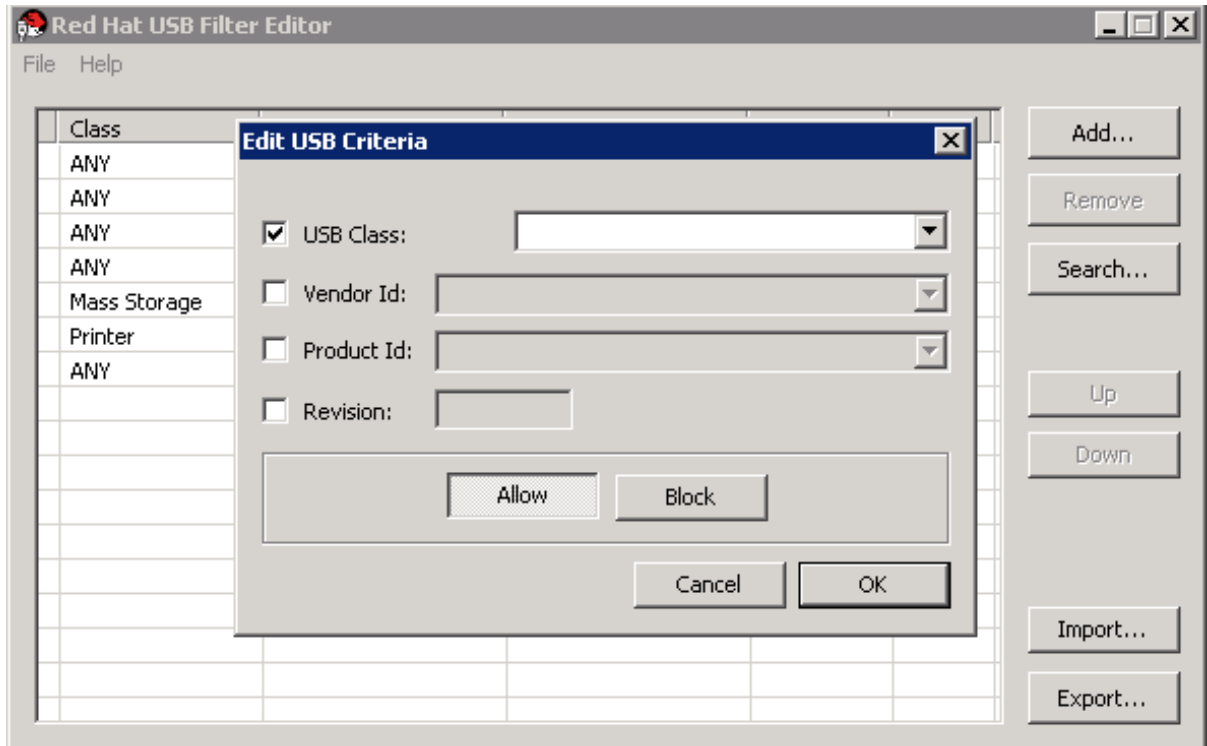 Red Hat USB Filter Editor
File Help
Class
ANY
ANY
ANY
ANY
Mass Storage
Printer
ANY
Edit USB Criteria
USB Class:
Vendor Id:
Product Id:
Revision:
Allow Block
Cancel OK
Add...
Remove
Search...
Up
Down
Import...
Export...